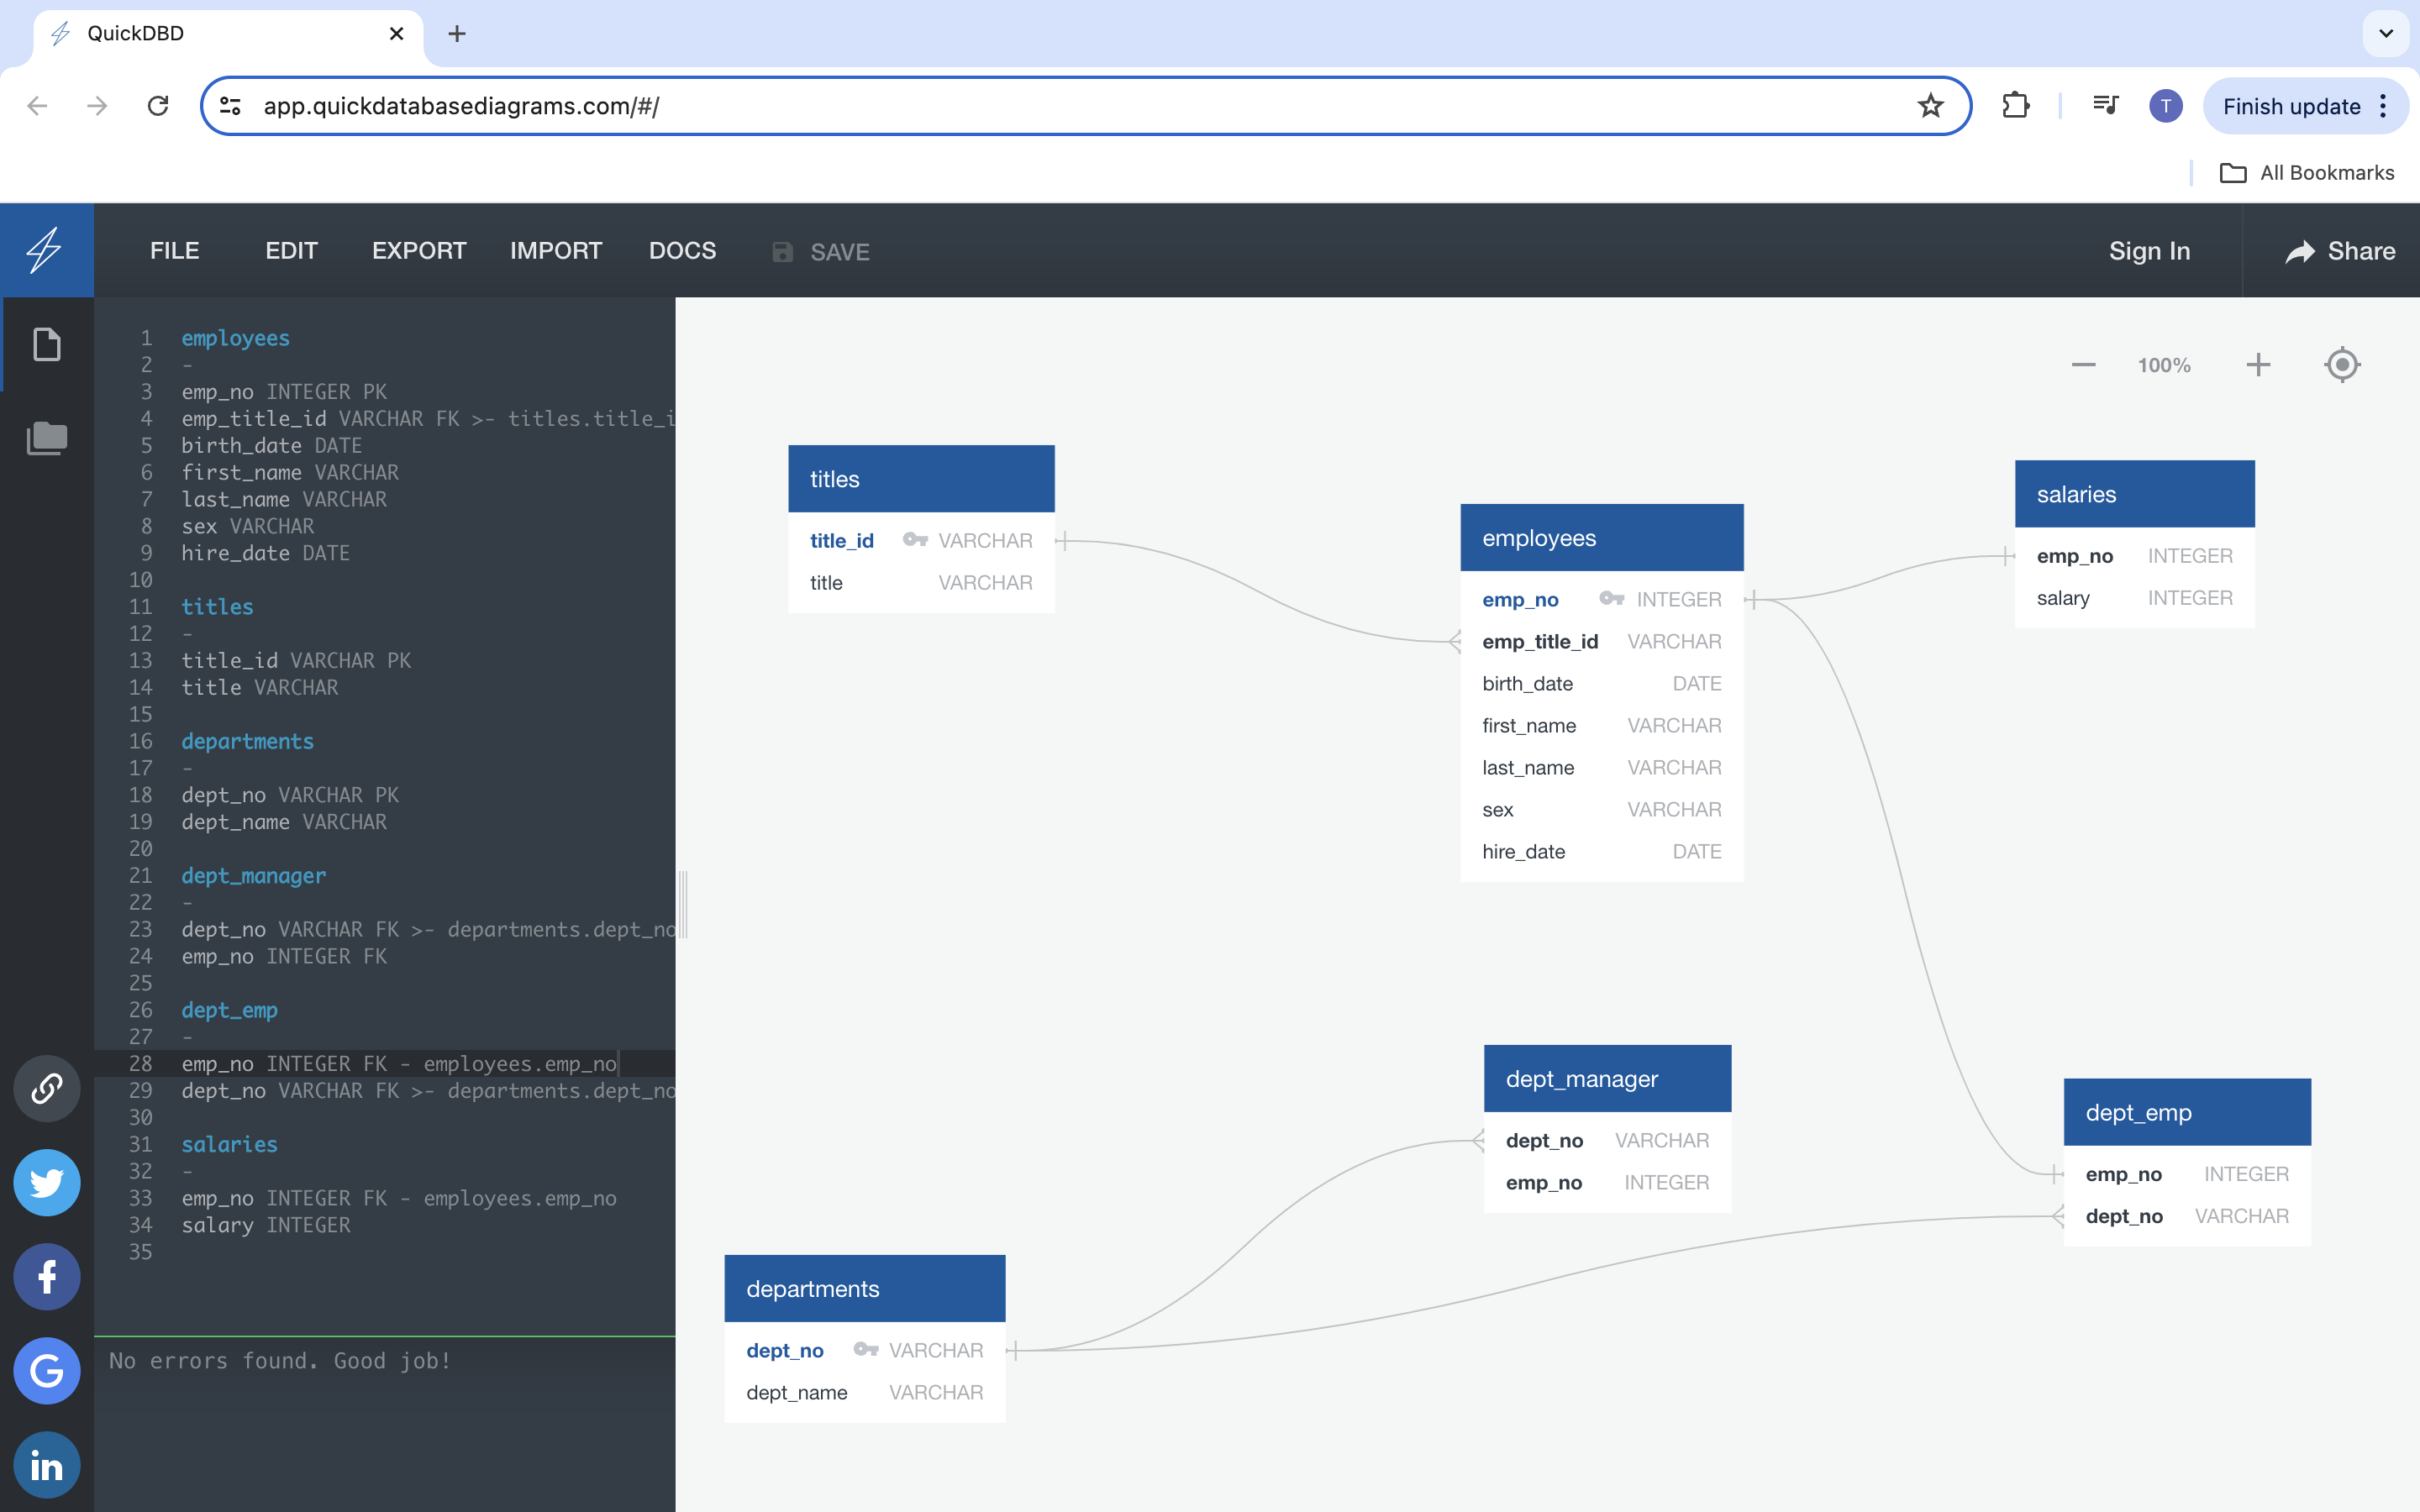 QuickDBD
app.quickdatabasediagrams.com/#/
T
Finish update
All Bookmarks
FILE EDIT EXPORT IMPORT DOCS SAVE
Sign In
Share
1 employees
2 -
3 emp_no INTEGER PK
4 emp_title_id VARCHAR FK >- titles.title_i
5 birth_date DATE
6 first_name VARCHAR
7 last_name VARCHAR
8 sex VARCHAR
9 hire_date DATE
10
11 titles
12 -
13 title_id VARCHAR PK
14 title VARCHAR
15
16 departments
17 -
18 dept_no VARCHAR PK
19 dept_name VARCHAR
20
21 dept_manager
22 -
23 dept_no VARCHAR FK >- departments.dept_no
24 emp_no INTEGER FK
25
26 dept_emp
27 -
28 emp_no INTEGER FK - employees.emp_no
29 dept_no VARCHAR FK >- departments.dept_no
30
31 salaries
32 -
33 emp_no INTEGER FK - employees.emp_no
34 salary INTEGER
35
No errors found. Good job!
100%
titles
title_id VARCHAR
title VARCHAR
employees
emp_no INTEGER
emp_title_id VARCHAR
birth_date DATE
first_name VARCHAR
last_name VARCHAR
sex VARCHAR
hire_date DATE
salaries
emp_no INTEGER
salary INTEGER
dept_manager
dept_no VARCHAR
emp_no INTEGER
dept_emp
emp_no INTEGER
dept_no VARCHAR
departments
dept_no VARCHAR
dept_name VARCHAR
f
G
in